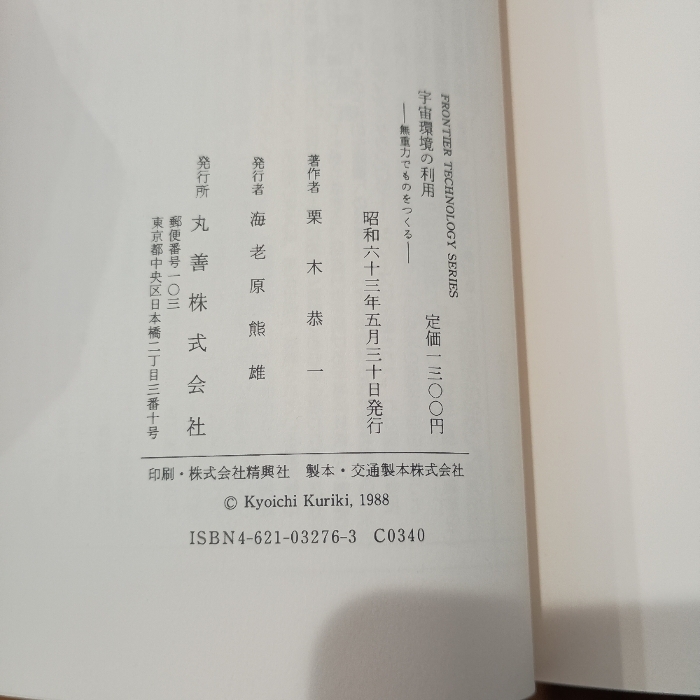 FRONTIER TECHNOLOGY SERIES
宇宙環境の利用 定価一三〇〇円
——無重力でものをつくる——
昭和六十三年五月三十日発行
著作者 栗木恭一
発行者 海老原熊雄
発行所 丸善株式会社
郵便番号一〇三
東京都中央区日本橋二丁目三番十号
印刷・株式会社精興社 製本・交通製本株式会社
© Kyoichi Kuriki, 1988
ISBN4-621-03276-3 C0340